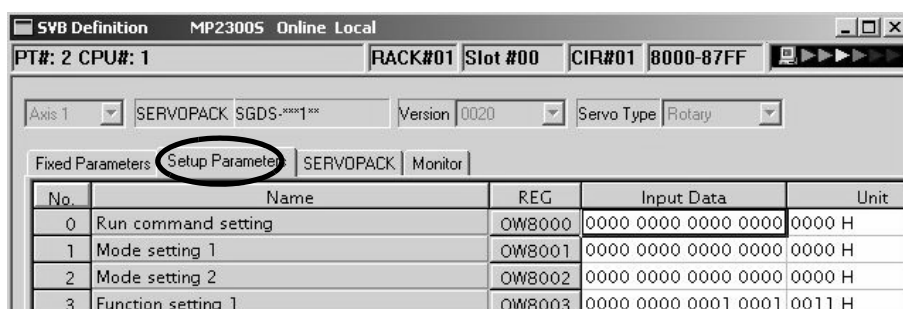 SVB Definition MP2300S Online Local
PT#: 2 CPU#: 1 RACK#01 Slot #00 CIR#01 8000-87FF
Axis 1 SERVOPACK SGDS-***1** Version 0020 Servo Type Rotary
Fixed Parameters Setup Parameters SERVOPACK Monitor
No. Name REG Input Data Unit
0 Run command setting OW8000 0000 0000 0000 0000 0000 H
1 Mode setting 1 OW8001 0000 0000 0000 0000 0000 H
2 Mode setting 2 OW8002 0000 0000 0000 0000 0000 H
3 Function setting 1 OW8003 0000 0000 0001 0001 0011 H